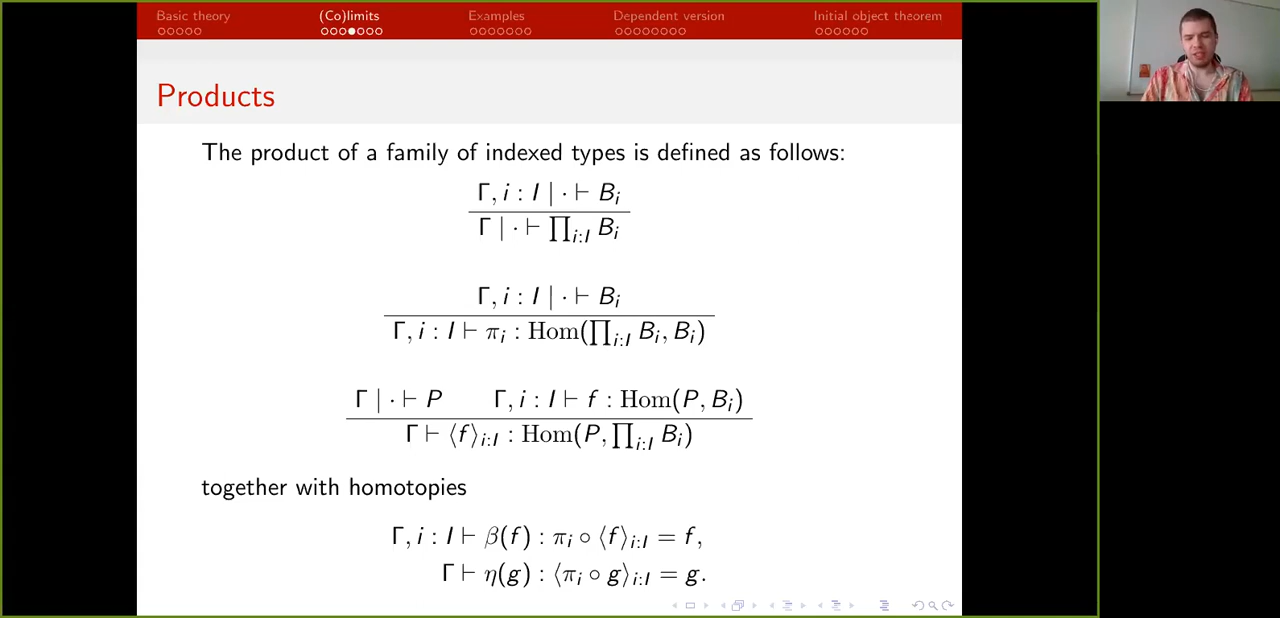 Basic theory (Co)limits Examples Dependent version Initial object theorem
Products
The product of a family of indexed types is defined as follows:
Γ, i : I | · ⊢ B_i
Γ | · ⊢ ∏_{i:I} B_i
Γ, i : I | · ⊢ B_i
Γ, i : I ⊢ π_i : Hom(∏_{i:I} B_i, B_i)
Γ | · ⊢ P Γ, i : I ⊢ f : Hom(P, B_i)
Γ ⊢ ⟨f⟩_{i:I} : Hom(P, ∏_{i:I} B_i)
together with homotopies
Γ, i : I ⊢ β(f) : π_i ∘ ⟨f⟩_{i:I} = f,
Γ ⊢ η(g) : ⟨π_i ∘ g⟩_{i:I} = g.